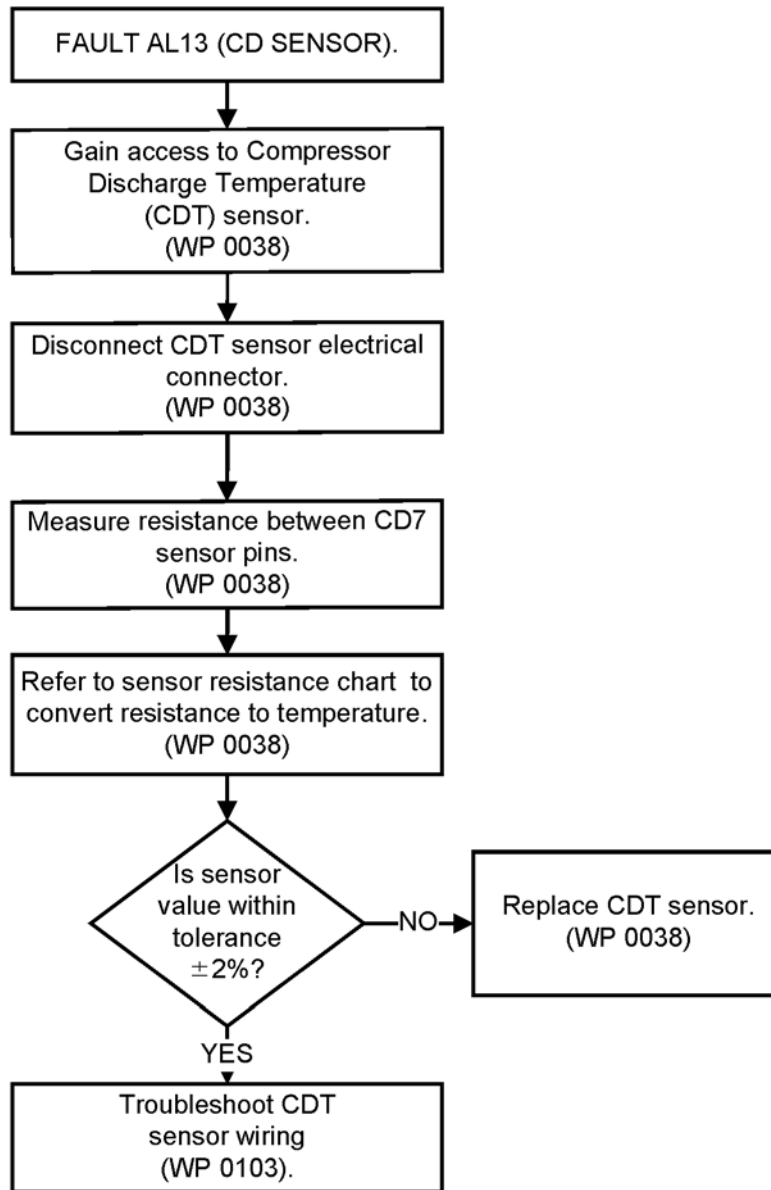 FAULT AL13 (CD SENSOR).
Gain access to Compressor
Discharge Temperature
(CDT) sensor.
(WP 0038)
Disconnect CDT sensor electrical
connector.
(WP 0038)
Measure resistance between CD7
sensor pins.
(WP 0038)
Refer to sensor resistance chart to
convert resistance to temperature.
(WP 0038)
Is sensor
value within
tolerance
±2%?
NO
Replace CDT sensor.
(WP 0038)
YES
Troubleshoot CDT
sensor wiring
(WP 0103).